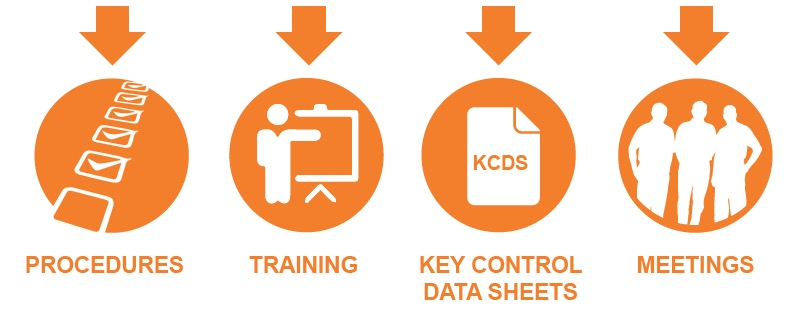 KCDS
PROCEDURES
TRAINING
KEY CONTROL
DATA SHEETS
MEETINGS